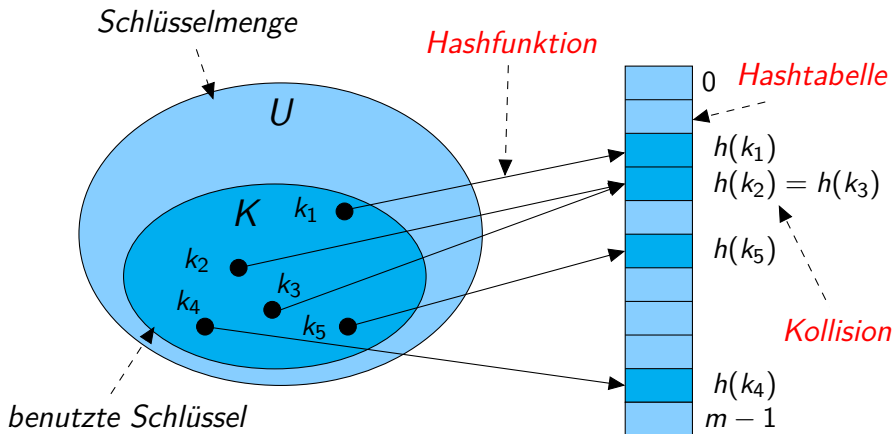 Schlüsselmenge
Hashfunktion
0
Hashtabelle
U
h(k₁)
K
k₁
h(k₂) = h(k₃)
k₂
h(k₅)
k₃
k₄
k₅
Kollision
h(k₄)
benutzte Schlüssel
m − 1